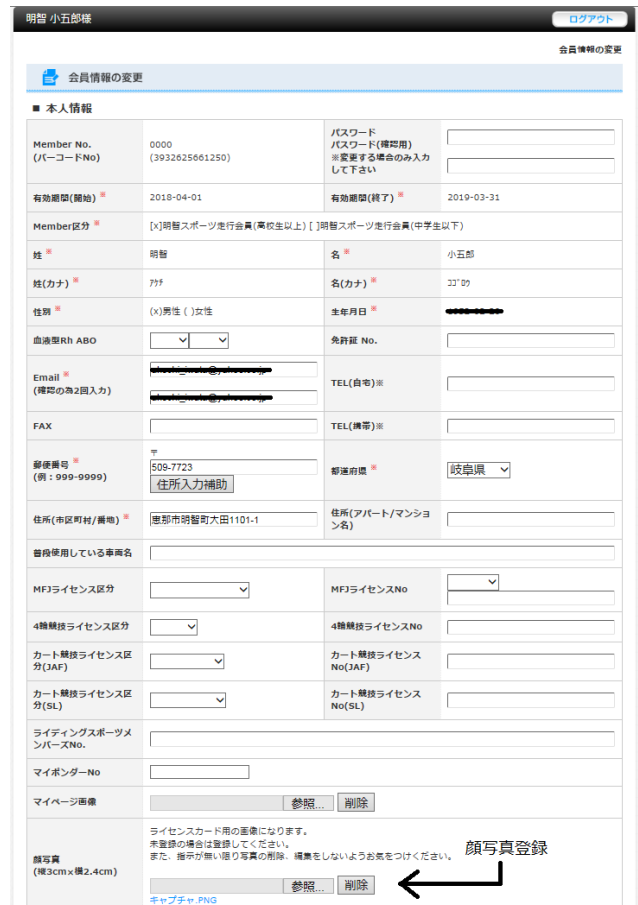 明智 小五郎様
ログアウト
会員情報の変更
会員情報の変更
■ 本人情報
Member No.
(バーコードNo)
0000
(3932625661250)
パスワード
パスワード(確認用)
※変更する場合のみ入力
して下さい
有効期間(開始) ※
2018-04-01
有効期間(終了) ※
2019-03-31
Member区分 ※
[x]明智スポーツ走行会員(高校生以上) [ ]明智スポーツ走行会員(中学生以下)
姓 ※
明智
名 ※
小五郎
姓(カナ) ※
ｱｹﾁ
名(カナ) ※
ｺｺﾞﾛｳ
性別 ※
(x)男性 ( )女性
生年月日 ※
血液型Rh ABO
免許証 No.
Email ※
(確認の為2回入力)
TEL(自宅)※
FAX
TEL(携帯)※
郵便番号 ※
(例：999-9999)
〒
509-7723
住所入力補助
都道府県 ※
岐阜県
住所(市区町村/番地) ※
恵那市明智町大田1101-1
住所(アパート/マンショ
ン名)
普段使用している車両名
MFJライセンス区分
MFJライセンスNo
4輪競技ライセンス区分
4輪競技ライセンスNo
カート競技ライセンス区
分(JAF)
カート競技ライセンス
No(JAF)
カート競技ライセンス区
分(SL)
カート競技ライセンス
No(SL)
ライディングスポーツメ
ンバーズNo.
マイポンダーNo
マイページ画像
参照...
削除
顔写真
(縦3cm×横2.4cm)
ライセンスカード用の画像になります。
未登録の場合は登録してください。
また、指示が無い限り写真の削除、編集をしないようお気をつけください。
参照...
削除
キャプチャ.PNG
顔写真登録